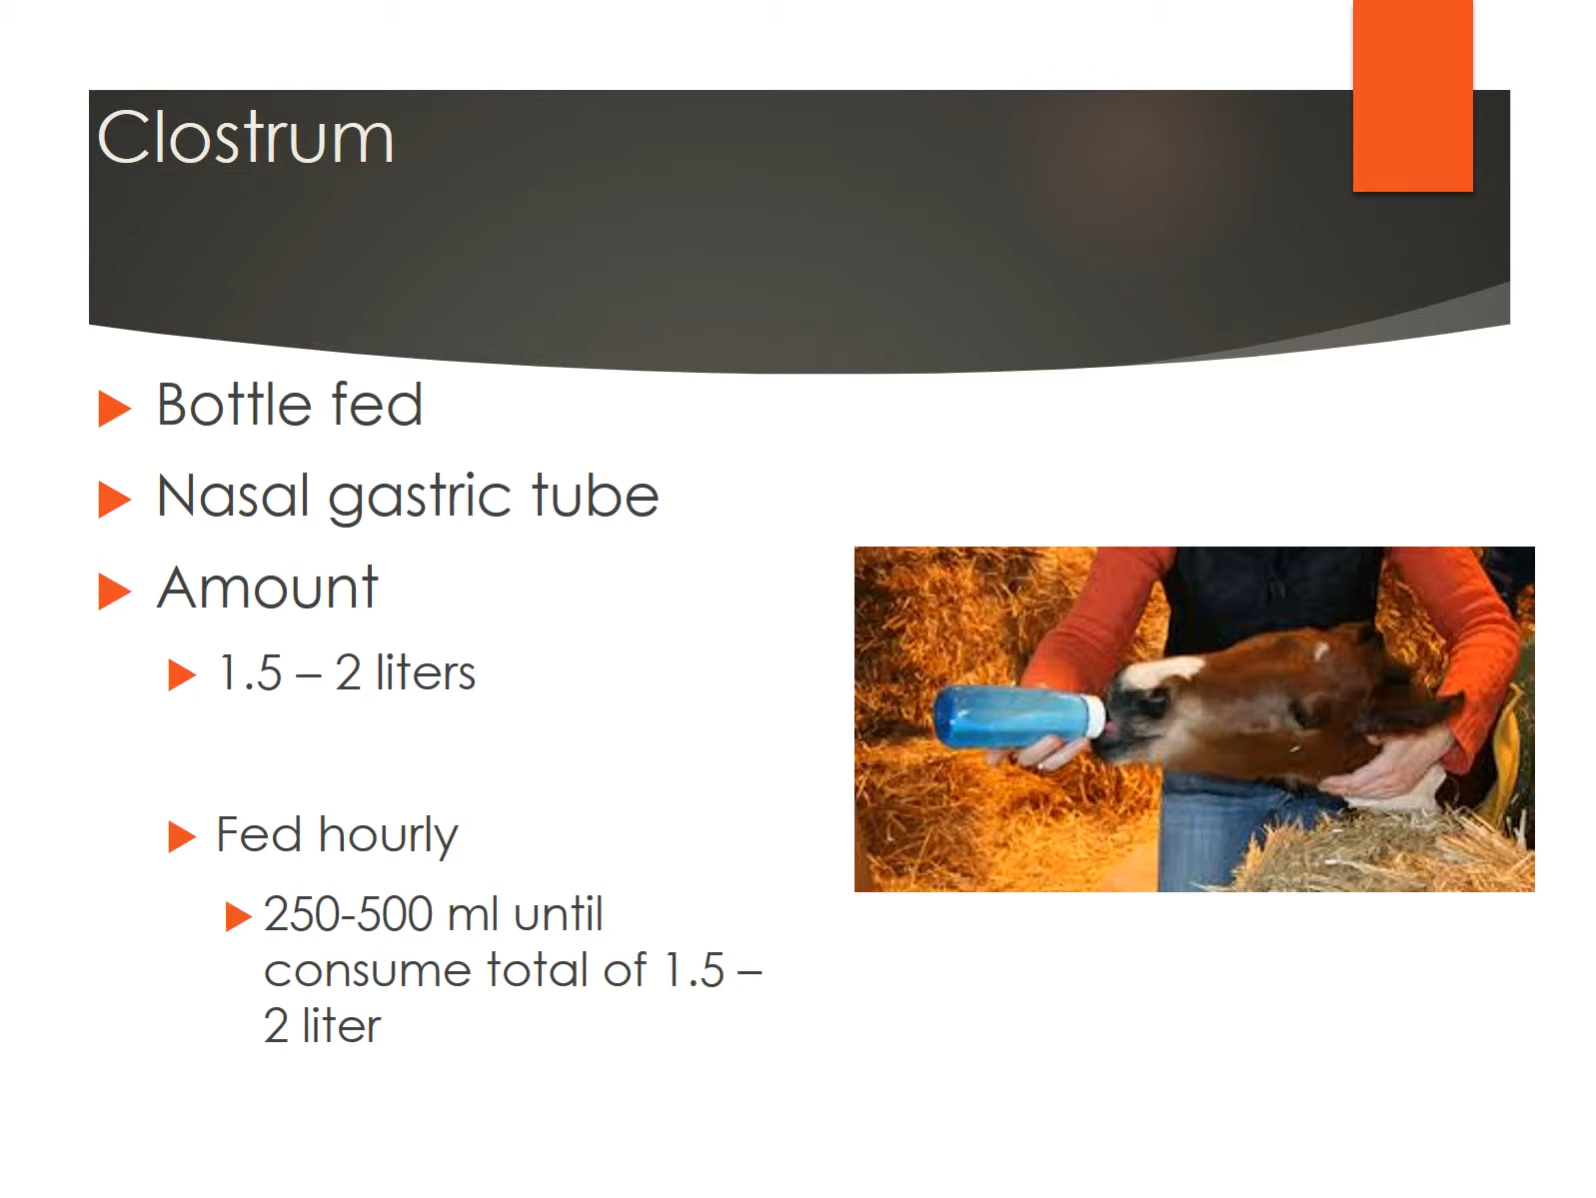 Clostrum
Bottle fed
Nasal gastric tube
Amount
1.5 – 2 liters
Fed hourly
250-500 ml until
consume total of 1.5 –
2 liter